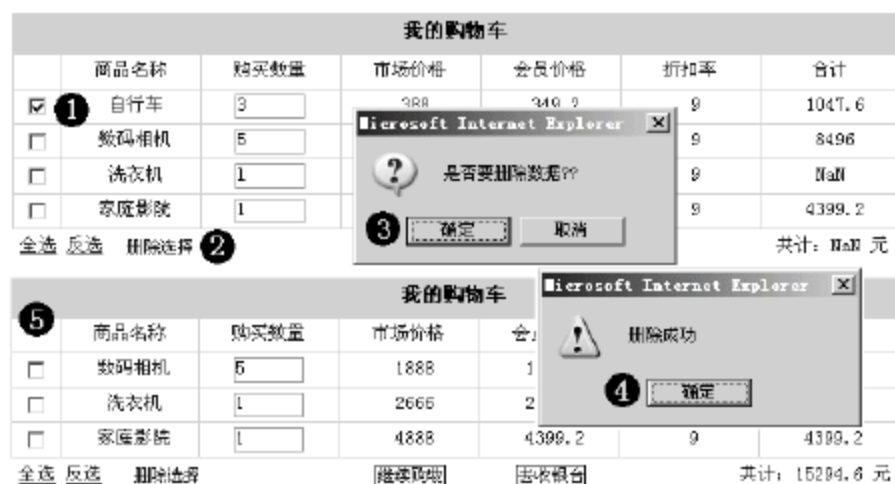 我的购物车
商品名称 购买数量 市场价格 会员价格 折扣率 合计
1 自行车 3 388 349.2 9 1047.6
Microsoft Internet Explorer
数码相机 5 9 8496
是否要删除数据??
洗衣机 1 9 NaN
家庭影院 1 9 4399.2
3 确定 取消
全选 反选 删除选择 2 共计: NaN 元
我的购物车
Microsoft Internet Explorer
5 商品名称 购买数量 市场价格
删除成功
数码相机 5 1888 1
洗衣机 1 2666 2
4 确定
家庭影院 1 4888 4399.2 9 4399.2
全选 反选 删除选择 继续购物 去收银台 共计: 15294.6 元